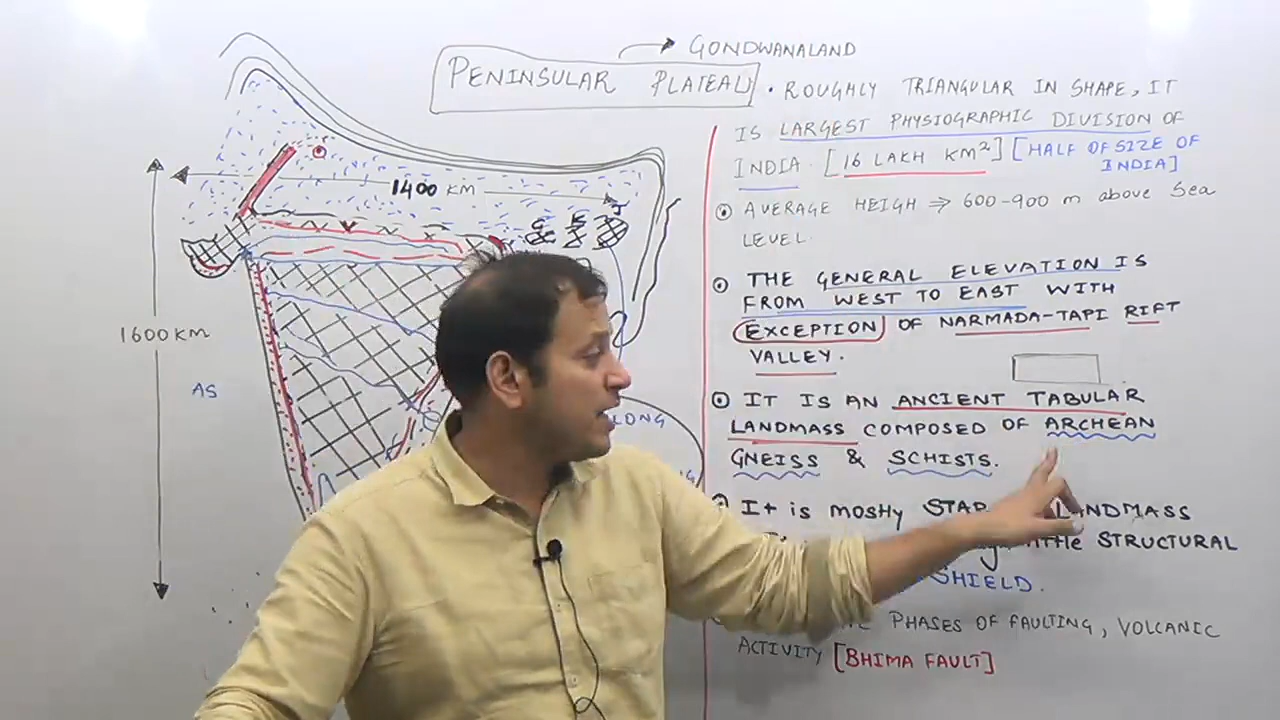 GONDWANALAND
PENINSULAR PLATEAU
• ROUGHLY TRIANGULAR IN SHAPE, IT
IS LARGEST PHYSIOGRAPHIC DIVISION OF
INDIA. [16 LAKH KM²] [HALF OF SIZE OF
INDIA]
AVERAGE HEIGH ⇒ 600-900 m above Sea
LEVEL.
THE GENERAL ELEVATION IS
FROM WEST TO EAST WITH
EXCEPTION OF NARMADA-TAPI RIFT
VALLEY.
IT IS AN ANCIENT TABULAR
LANDMASS COMPOSED OF ARCHEAN
GNEISS & SCHISTS.
It is mostly LANDMASS
little STRUCTURAL
SHIELD.
PHASES OF FAULTING, VOLCANIC
ACTIVITY [BHIMA FAULT]
1400 KM
G K J
1600KM
AS